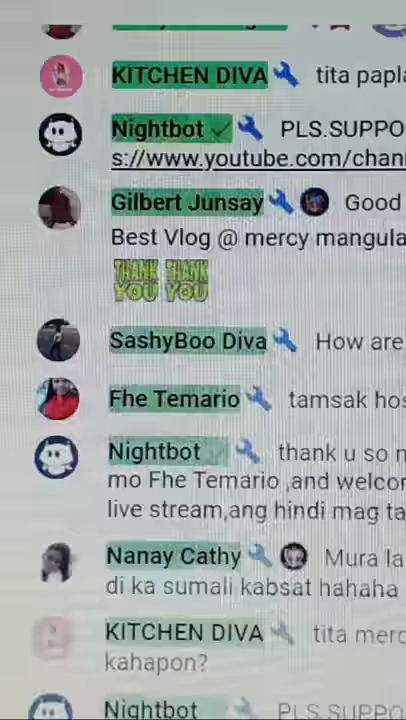 KITCHEN DIVA tita papla
Nightbot PLS.SUPPO
s://www.youtube.com/chan
Gilbert Junsay Good
Best Vlog @ mercy mangula
THANK THANK
YOU YOU
SashyBoo Diva How are
Fhe Temario tamsak hos
Nightbot thank u so m
mo Fhe Temario ,and welcom
live stream,ang hindi mag ta
Nanay Cathy Mura la
di ka sumali kabsat hahaha
KITCHEN DIVA tita merc
kahapon?
Nightbot PLS.SUPPO